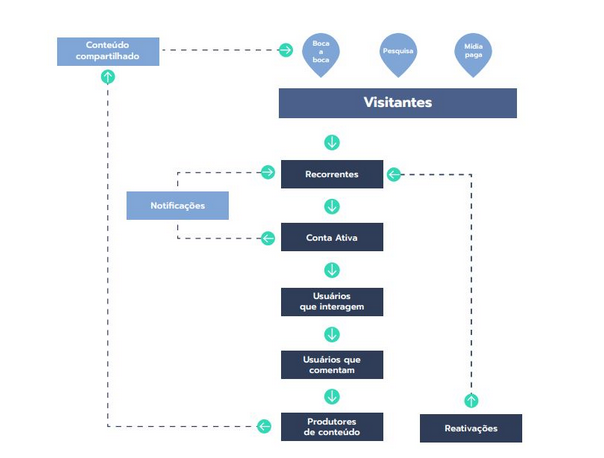 Conteúdo
compartilhado
Boca
a
boca
Pesquisa
Mídia
paga
Visitantes
Recorrentes
Notificações
Conta Ativa
Usuários
que interagem
Usuários que
comentam
Produtores
de conteúdo
Reativações